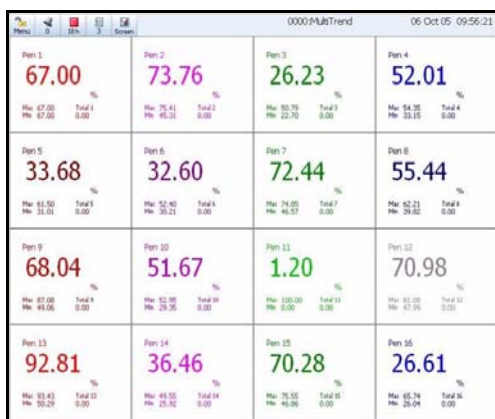 Menu 0 18h 3 Screen 0000:MultiTrend 06 Oct 05 09:56:21
Pen 1 Pen 2 Pen 3 Pen 4
67.00 73.76 26.23 52.01
% % % %
Max 67.00 Total 1 Max 75.41 Total 2 Max 50.79 Total 3 Max 54.35 Total 4
Min 67.00 0.00 Min 45.31 0.00 Min 22.70 0.00 Min 33.15 0.00
Pen 5 Pen 6 Pen 7 Pen 8
33.68 32.60 72.44 55.44
% % % %
Max 61.50 Total 5 Max 52.40 Total 6 Max 74.85 Total 7 Max 62.21 Total 8
Min 31.01 0.00 Min 30.21 0.00 Min 46.57 0.00 Min 39.82 0.00
Pen 9 Pen 10 Pen 11 Pen 12
68.04 51.67 1.20 70.98
% % % %
Max 87.08 Total 9 Max 52.95 Total 10 Max 100.00 Total 11 Max 81.08 Total 12
Min 49.06 0.00 Min 29.35 0.00 Min 0.00 0.00 Min 47.99 0.00
Pen 13 Pen 14 Pen 15 Pen 16
92.81 36.46 70.28 26.61
% % % %
Max 93.43 Total 13 Max 49.55 Total 14 Max 75.55 Total 15 Max 65.74 Total 16
Min 50.29 0.00 Min 25.92 0.00 Min 46.86 0.00 Min 26.04 0.00